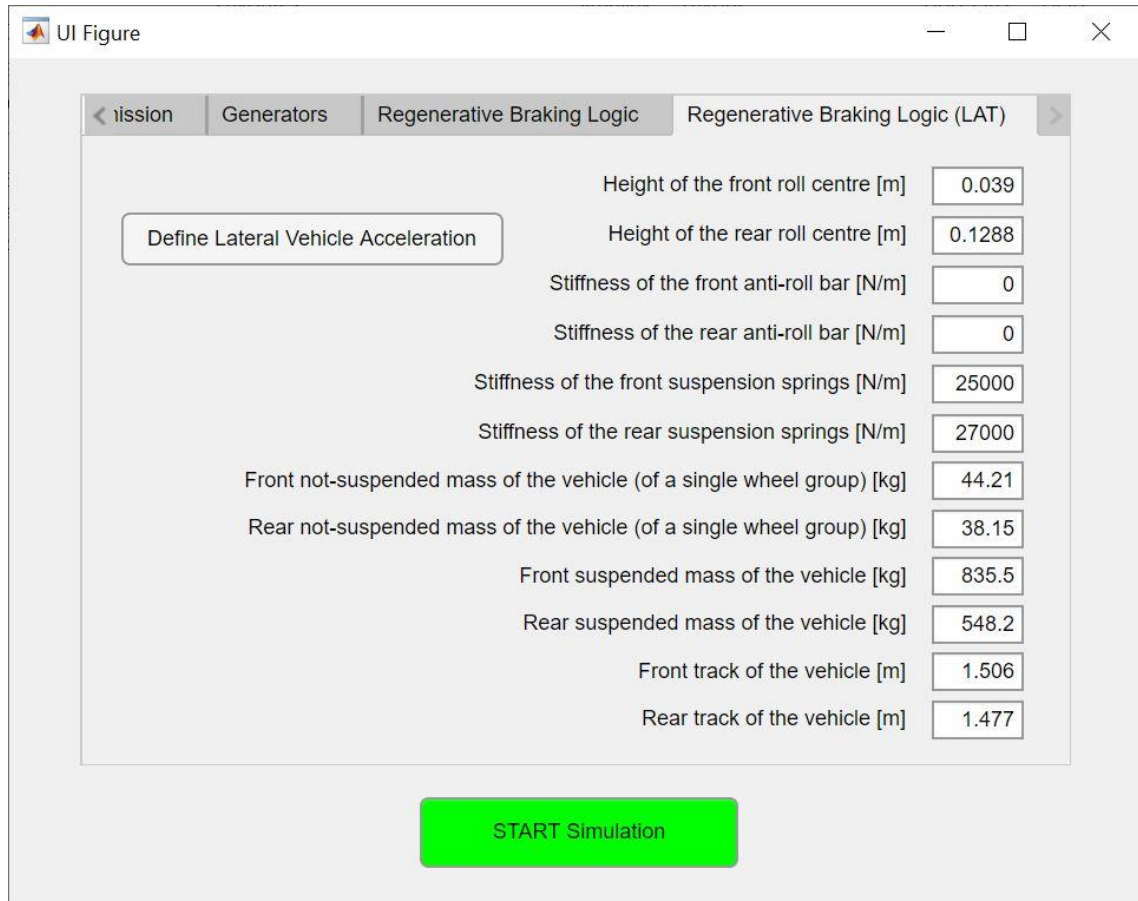 UI Figure
Generators
Regenerative Braking Logic
Regenerative Braking Logic (LAT)
Height of the front roll centre [m] 0.039
Define Lateral Vehicle Acceleration
Height of the rear roll centre [m] 0.1288
Stiffness of the front anti-roll bar [N/m] 0
Stiffness of the rear anti-roll bar [N/m] 0
Stiffness of the front suspension springs [N/m] 25000
Stiffness of the rear suspension springs [N/m] 27000
Front not-suspended mass of the vehicle (of a single wheel group) [kg] 44.21
Rear not-suspended mass of the vehicle (of a single wheel group) [kg] 38.15
Front suspended mass of the vehicle [kg] 835.5
Rear suspended mass of the vehicle [kg] 548.2
Front track of the vehicle [m] 1.506
Rear track of the vehicle [m] 1.477
START Simulation